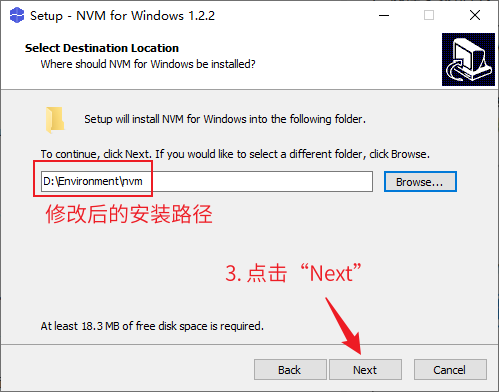 Setup - NVM for Windows 1.2.2
Select Destination Location
Where should NVM for Windows be installed?
Setup will install NVM for Windows into the following folder.
To continue, click Next. If you would like to select a different folder, click Browse.
D:\Environment\nvm
Browse...
修改后的安装路径
3. 点击“Next”
At least 18.3 MB of free disk space is required.
Back
Next
Cancel